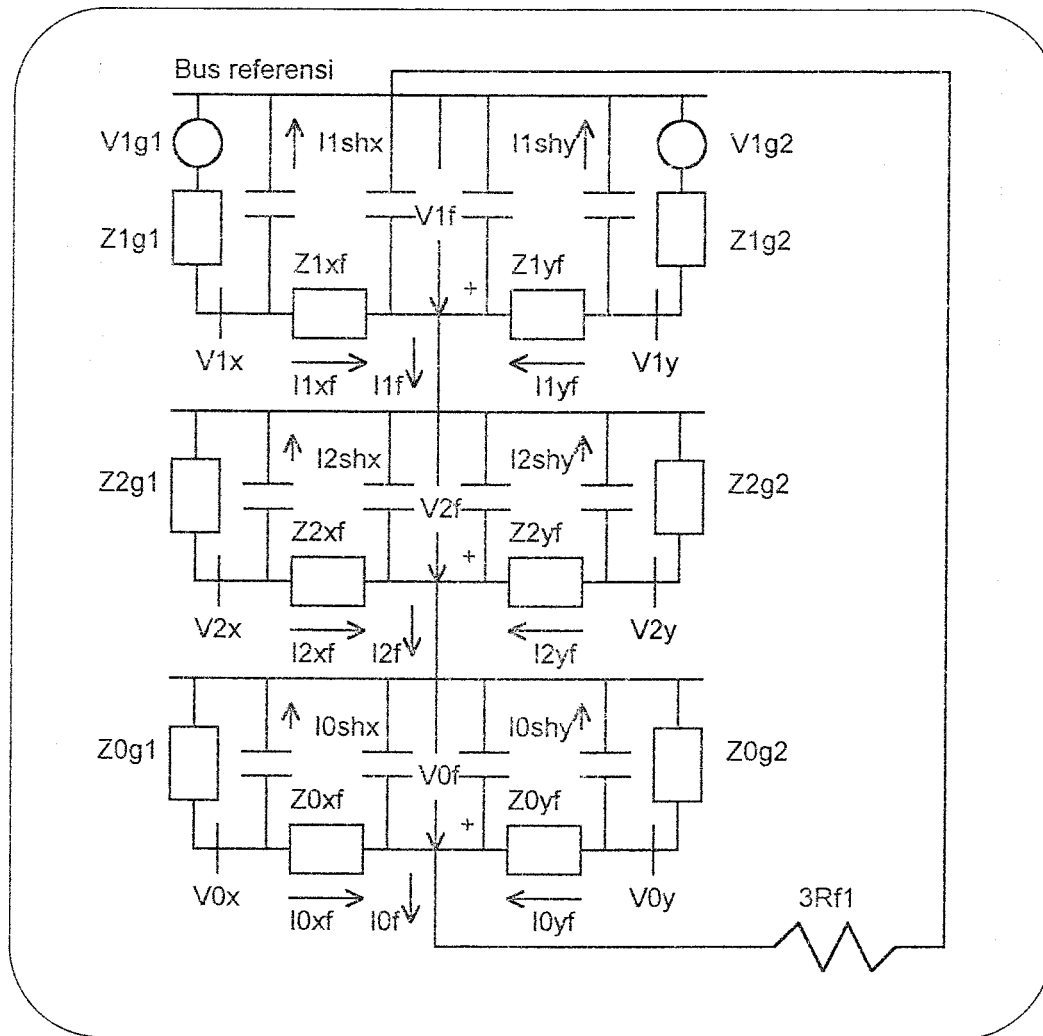 Bus referensi
V1g1
I1shx
I1shy
V1g2
Z1g1
V1f
Z1g2
Z1xf
Z1yf
+
V1x
V1y
I1xf
I1f
I1yf
I2shx
I2shy
Z2g1
V2f
Z2g2
Z2xf
Z2yf
+
V2x
V2y
I2xf
I2f
I2yf
I0shx
I0shy
Z0g1
V0f
Z0g2
Z0xf
Z0yf
+
V0x
V0y
3Rf1
I0xf
I0f
I0yf